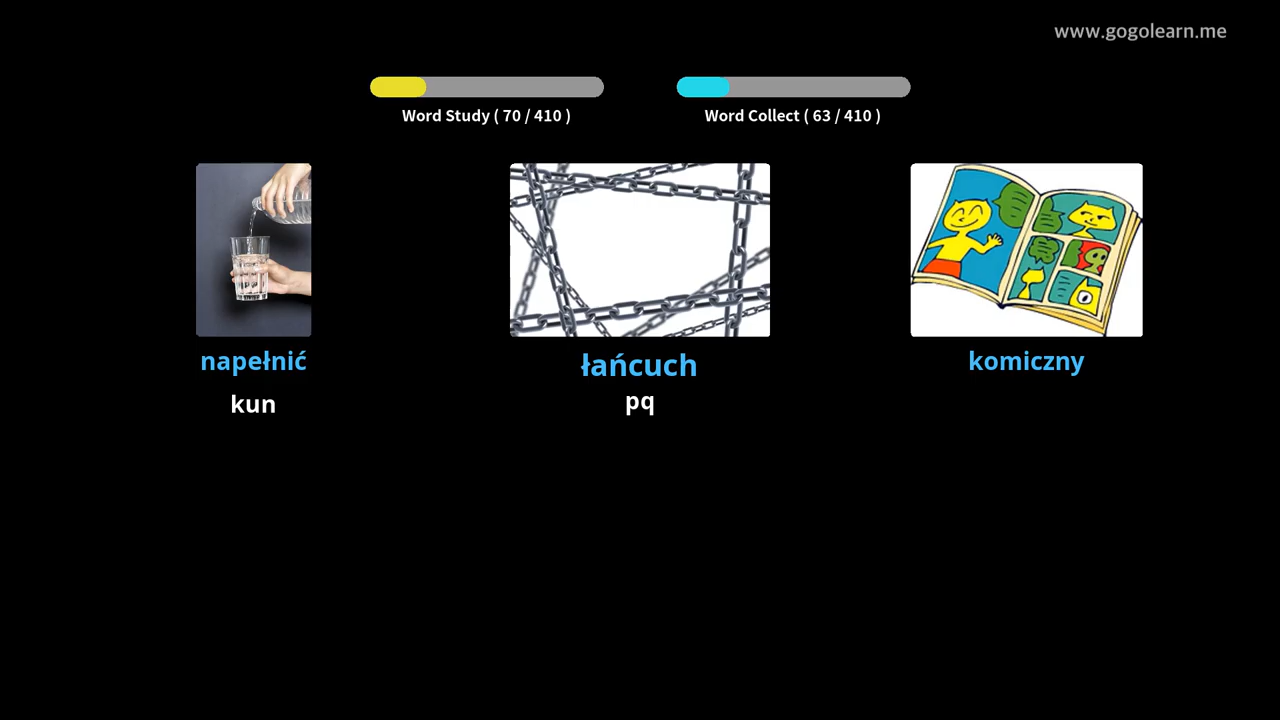 www.gogolearn.me
Word Study ( 70 / 410 )
Word Collect ( 63 / 410 )
napełnić
łańcuch
komiczny
kun
pq